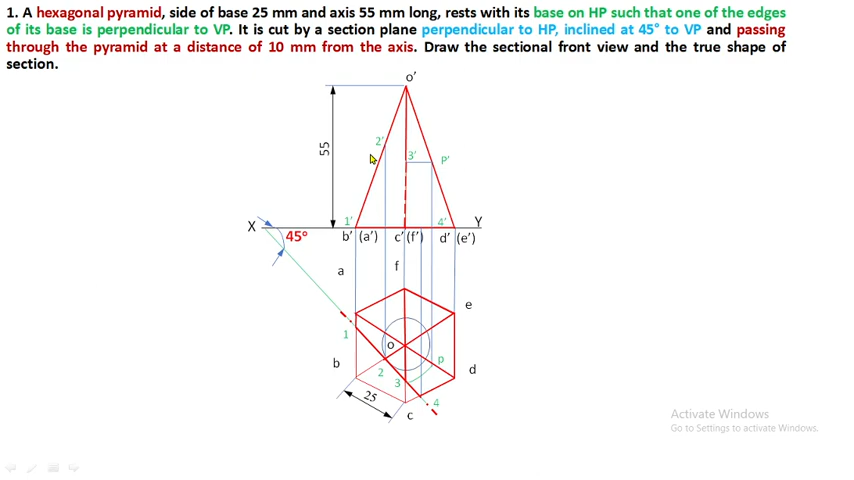 1. A hexagonal pyramid, side of base 25 mm and axis 55 mm long, rests with its base on HP such that one of the edges
of its base is perpendicular to VP. It is cut by a section plane perpendicular to HP, inclined at 45° to VP and passing
through the pyramid at a distance of 10 mm from the axis. Draw the sectional front view and the true shape of
section.
o'
55
2'
3' P'
X 1' 4' Y
45° b' (a') c' (f') d' (e')
a f
e
1
o
b 2 p d
3
25 4
c
Activate Windows
Go to Settings to activate Windows.